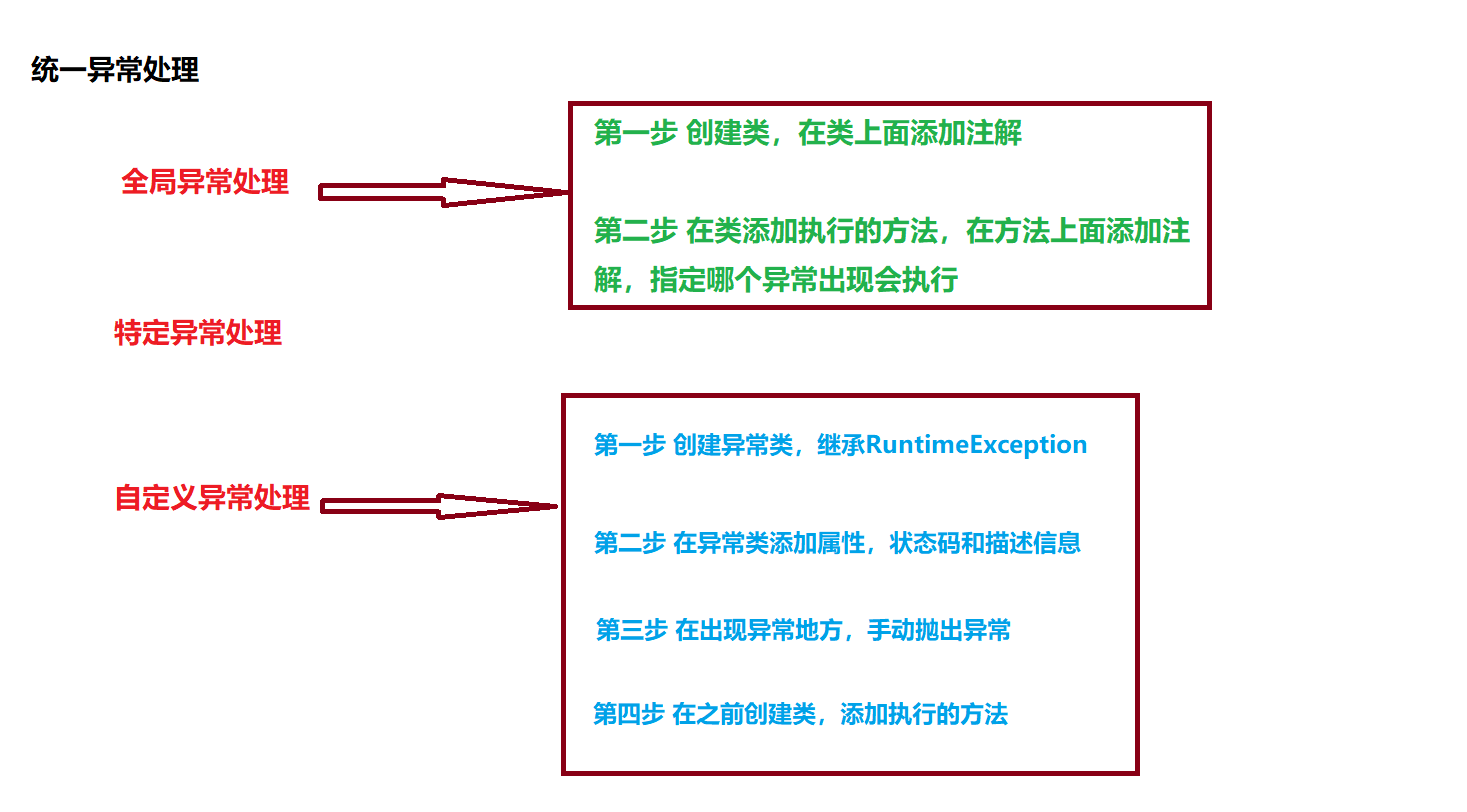 统一异常处理
全局异常处理
第一步 创建类，在类上面添加注解
第二步 在类添加执行的方法，在方法上面添加注
解，指定哪个异常出现会执行
特定异常处理
自定义异常处理
第一步 创建异常类，继承RuntimeException
第二步 在异常类添加属性，状态码和描述信息
第三步 在出现异常地方，手动抛出异常
第四步 在之前创建类，添加执行的方法